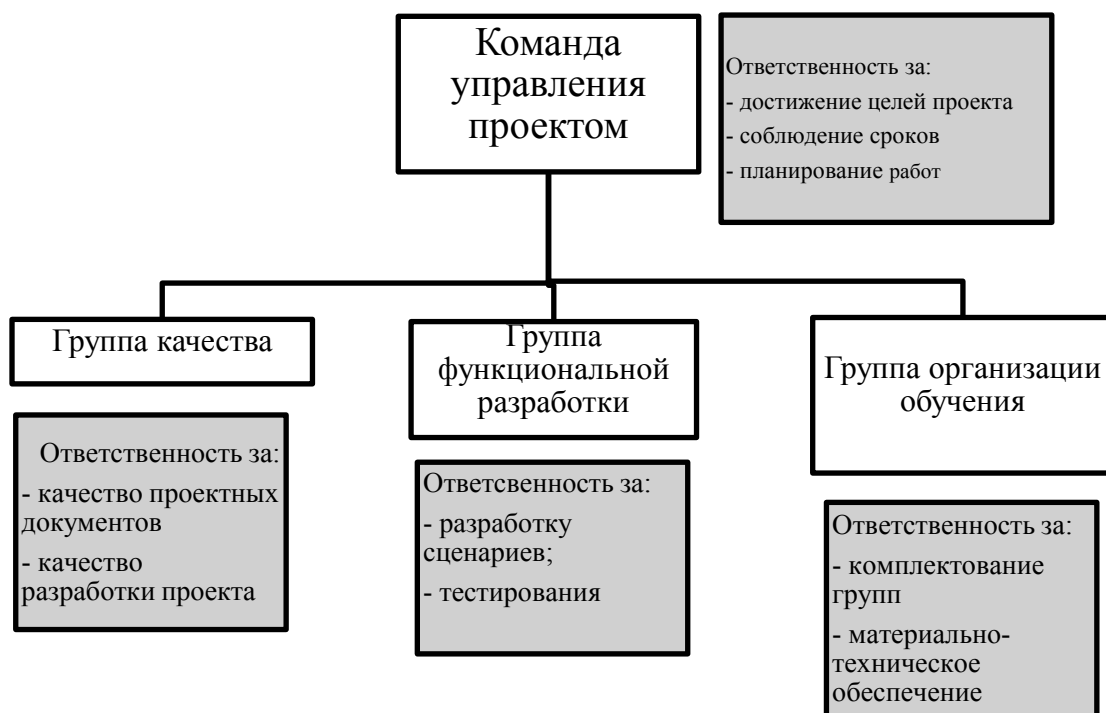 Команда
управления
проектом
Ответственность за:
- достижение целей проекта
- соблюдение сроков
- планирование работ
Группа качества
Ответственность за:
- качество проектных
документов
- качество
разработки проекта
Группа
функциональной
разработки
Ответсвенность за:
- разработку
сценариев;
- тестирования
Группа организации
обучения
Ответственность за:
- комплектование
групп
- материально-
техническое
обеспечение